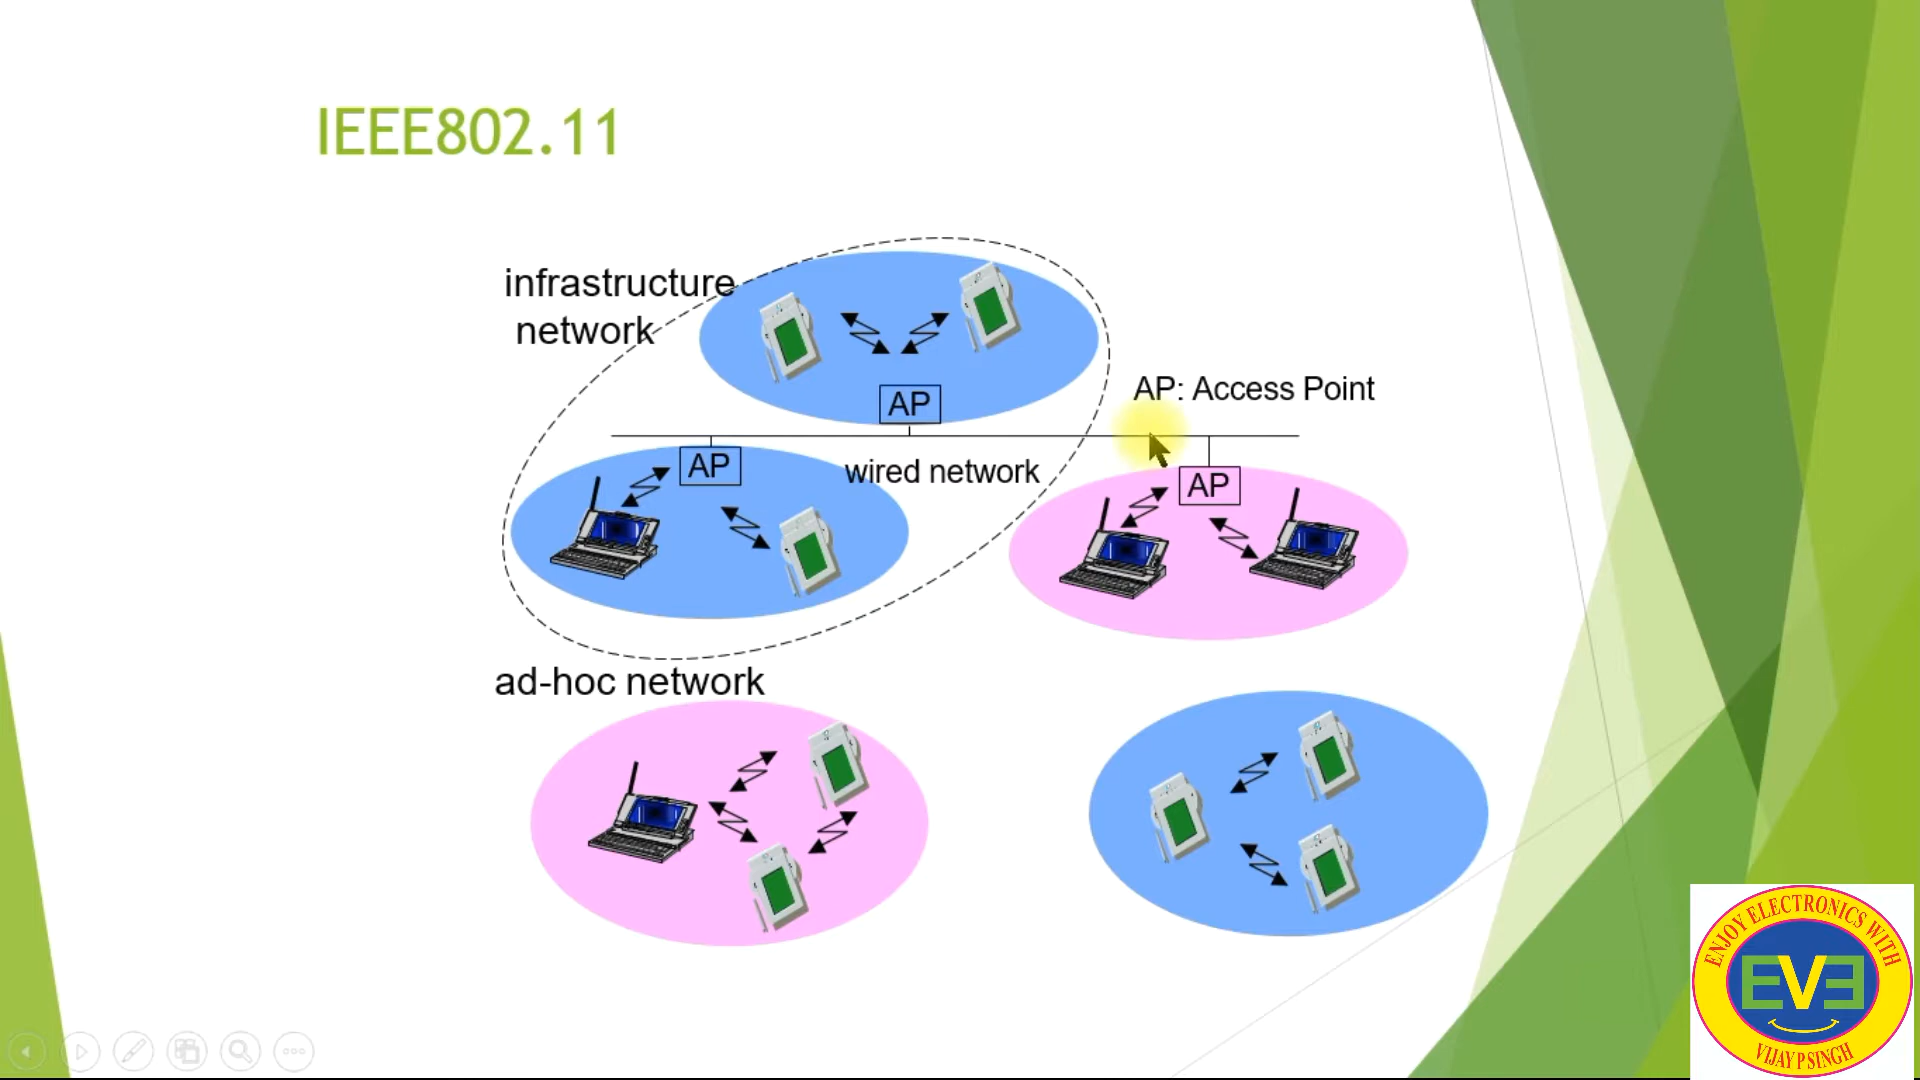 IEEE802.11
infrastructure
network
AP
AP: Access Point
AP
wired network
AP
ad-hoc network
ENJOY ELECTRONICS WITH
EVE
VIJAY P SINGH